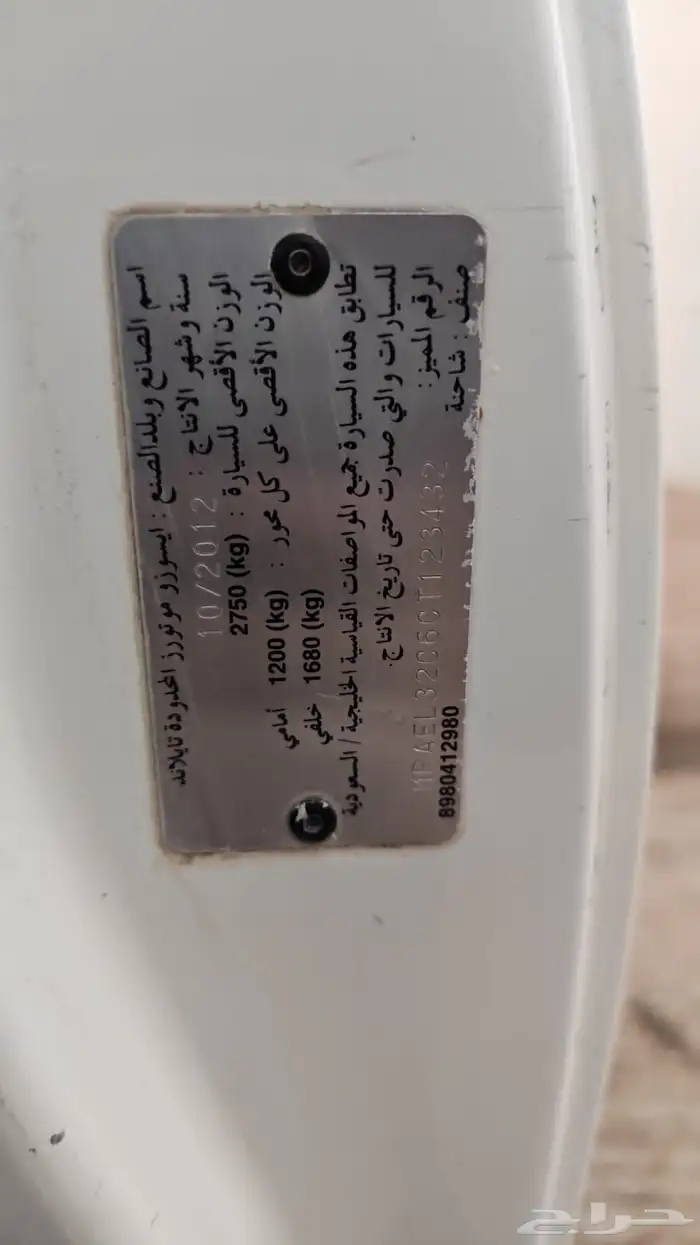 اسم الصانع وبلد الصنع : ايسوزو موتورز المحدودة تايلاند
سنة وشهر الانتاج : 10/2012
الوزن الأقصى للسيارة : 2750 (kg)
الوزن الأقصى على كل محور : 1200 (kg) أمامي
1680 (kg) خلفي
تطابق هذه السيارة جميع المواصفات القياسية الخليجية / السعودية
للسيارات والتي صدرت حتى تاريخ الانتاج.
الرقم المميز : MPAEL32C6CT123432
صنف : شاحنة 8980412980
حراج